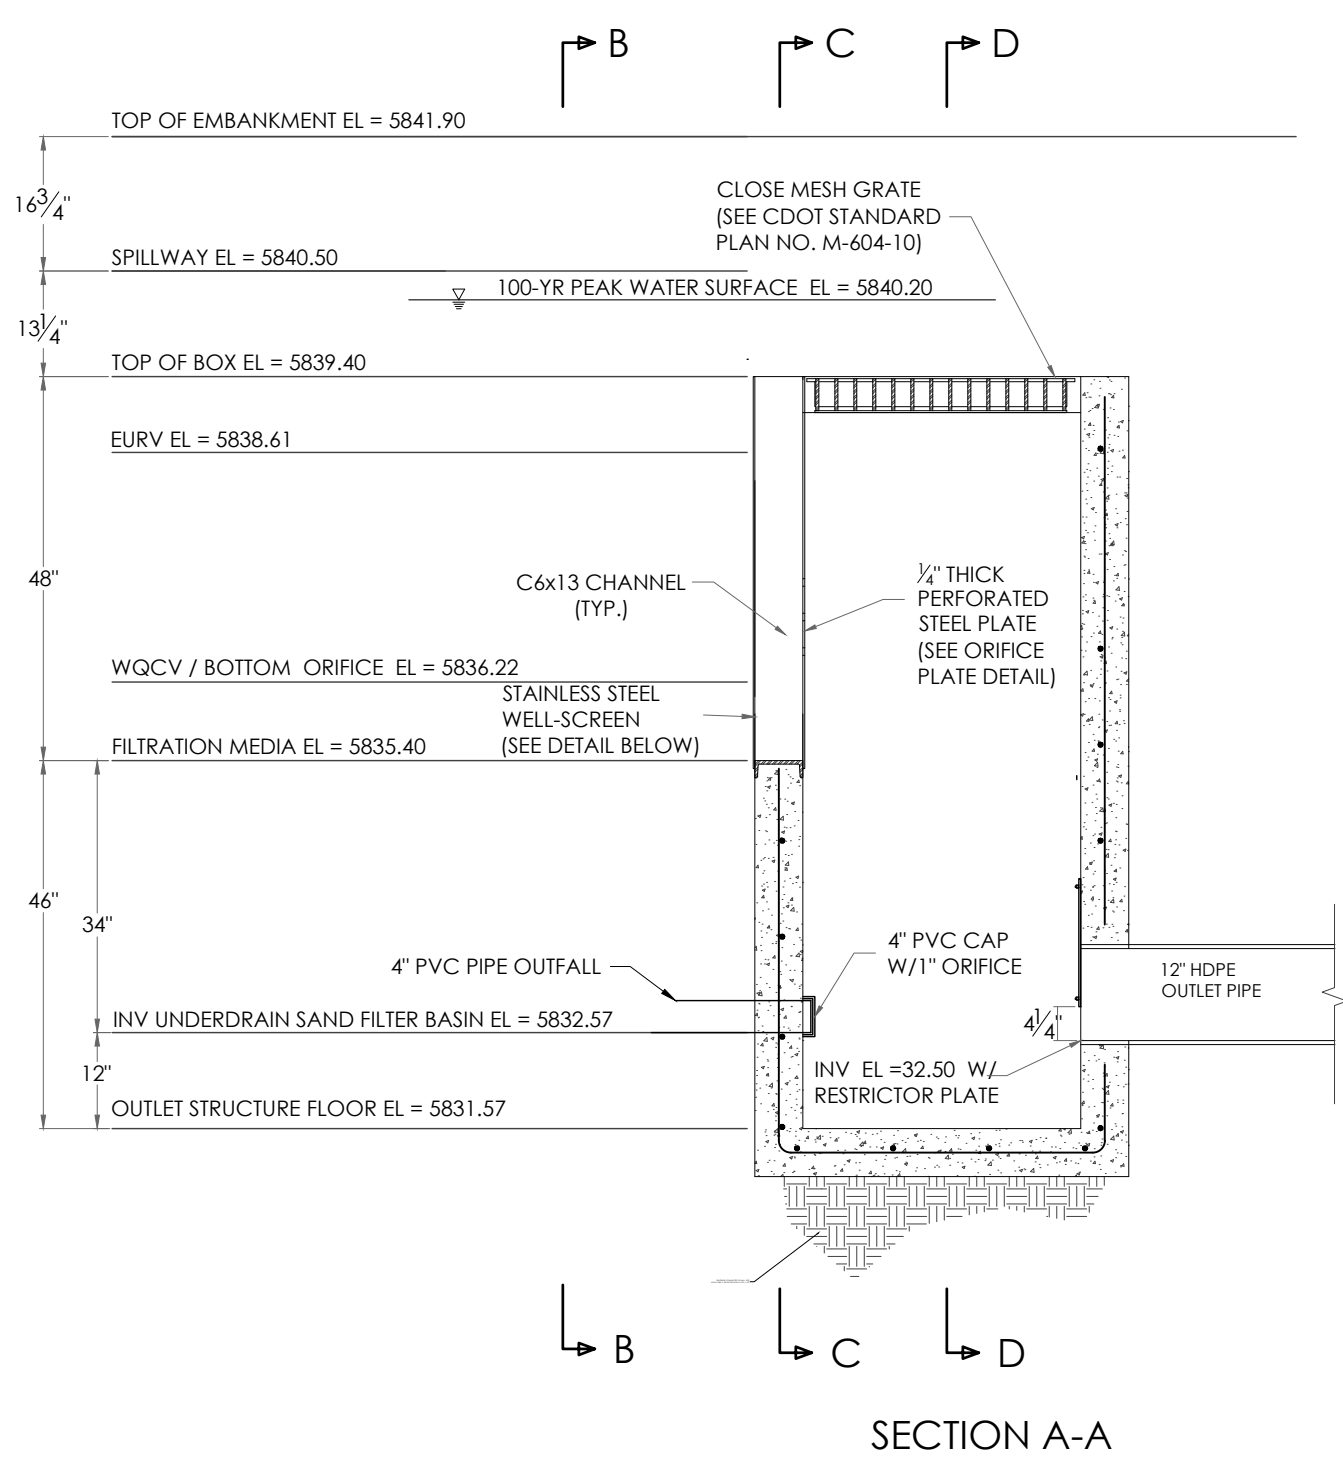 B
C
D
TOP OF EMBANKMENT EL = 5841.90
16 3/4"
CLOSE MESH GRATE
(SEE CDOT STANDARD
PLAN NO. M-604-10)
SPILLWAY EL = 5840.50
100-YR PEAK WATER SURFACE EL = 5840.20
13 1/4"
TOP OF BOX EL = 5839.40
EURV EL = 5838.61
48"
C6x13 CHANNEL
(TYP.)
1/4" THICK
PERFORATED
STEEL PLATE
(SEE ORIFICE
PLATE DETAIL)
WQCV / BOTTOM ORIFICE EL = 5836.22
STAINLESS STEEL
WELL-SCREEN
(SEE DETAIL BELOW)
FILTRATION MEDIA EL = 5835.40
46"
34"
4" PVC PIPE OUTFALL
4" PVC CAP
W/1" ORIFICE
12" HDPE
OUTLET PIPE
INV UNDERDRAIN SAND FILTER BASIN EL = 5832.57
4 1/4"
12"
INV EL =32.50 W/
RESTRICTOR PLATE
OUTLET STRUCTURE FLOOR EL = 5831.57
B
C
D
SECTION A-A